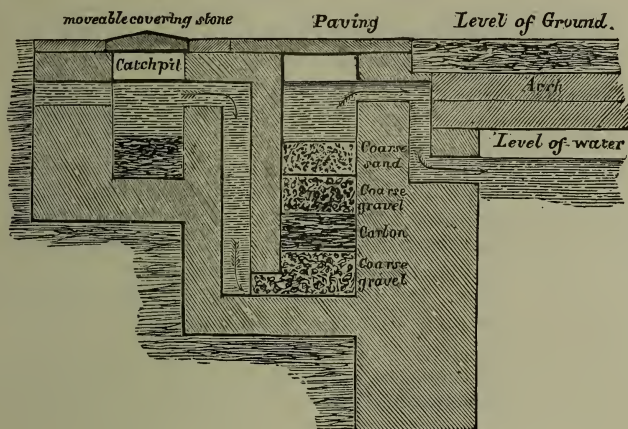 moveable covering stone
Paving
Level of Ground.
Catchpit
Arch
Level of water
Coarse
sand
Coarse
gravel
Carbon
Coarse
gravel